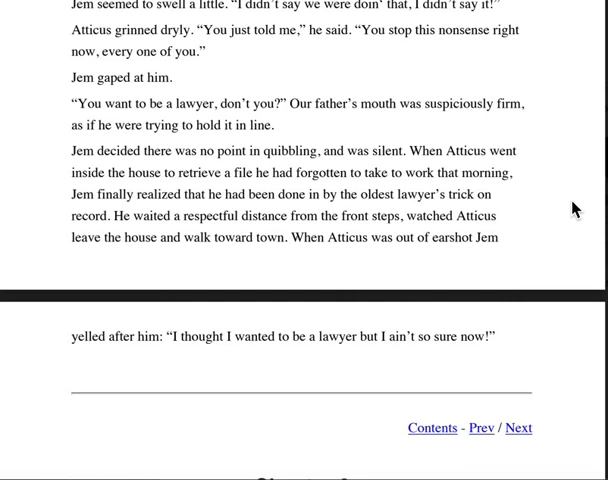 Jem seemed to swell a little. “I didn’t say we were doin‘ that, I didn’t say it!”
Atticus grinned dryly. “You just told me,” he said. “You stop this nonsense right
now, every one of you.”
Jem gaped at him.
“You want to be a lawyer, don’t you?” Our father’s mouth was suspiciously firm,
as if he were trying to hold it in line.
Jem decided there was no point in quibbling, and was silent. When Atticus went
inside the house to retrieve a file he had forgotten to take to work that morning,
Jem finally realized that he had been done in by the oldest lawyer’s trick on
record. He waited a respectful distance from the front steps, watched Atticus
leave the house and walk toward town. When Atticus was out of earshot Jem
yelled after him: “I thought I wanted to be a lawyer but I ain’t so sure now!”
Contents - Prev / Next